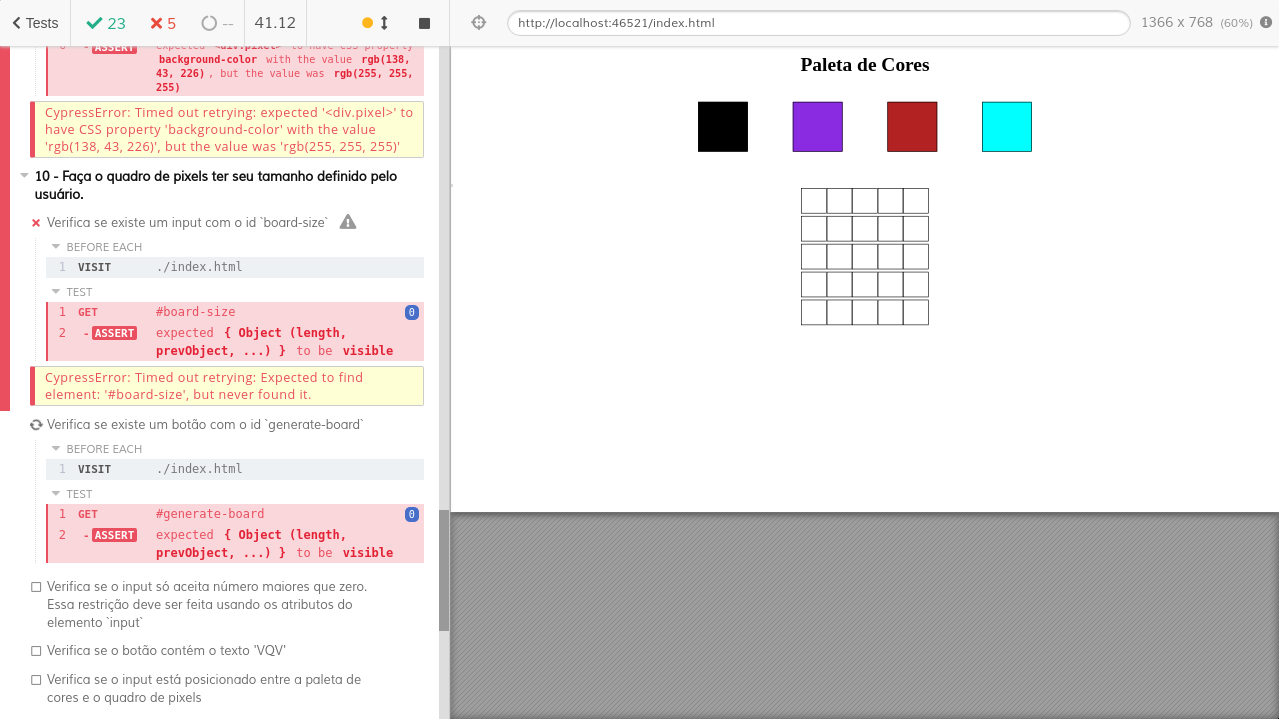 Tests
23
5
--
41.12
http://localhost:46521/index.html
1366 x 768 (60%)
- ASSERT expected <div.pixel> to have CSS property
background-color with the value rgb(138,
43, 226), but the value was rgb(255, 255,
255)
CypressError: Timed out retrying: expected '<div.pixel>' to
have CSS property 'background-color' with the value
'rgb(138, 43, 226)', but the value was 'rgb(255, 255, 255)'
10 - Faça o quadro de pixels ter seu tamanho definido pelo
usuário.
Verifica se existe um input com o id `board-size`
BEFORE EACH
1 VISIT ./index.html
TEST
1 GET #board-size 0
2 - ASSERT expected { Object (length,
prevObject, ...) } to be visible
CypressError: Timed out retrying: Expected to find
element: '#board-size', but never found it.
Verifica se existe um botão com o id `generate-board`
BEFORE EACH
1 VISIT ./index.html
TEST
1 GET #generate-board 0
2 - ASSERT expected { Object (length,
prevObject, ...) } to be visible
Verifica se o input só aceita número maiores que zero.
Essa restrição deve ser feita usando os atributos do
elemento `input`
Verifica se o botão contém o texto 'VQV'
Verifica se o input está posicionado entre a paleta de
cores e o quadro de pixels
Paleta de Cores